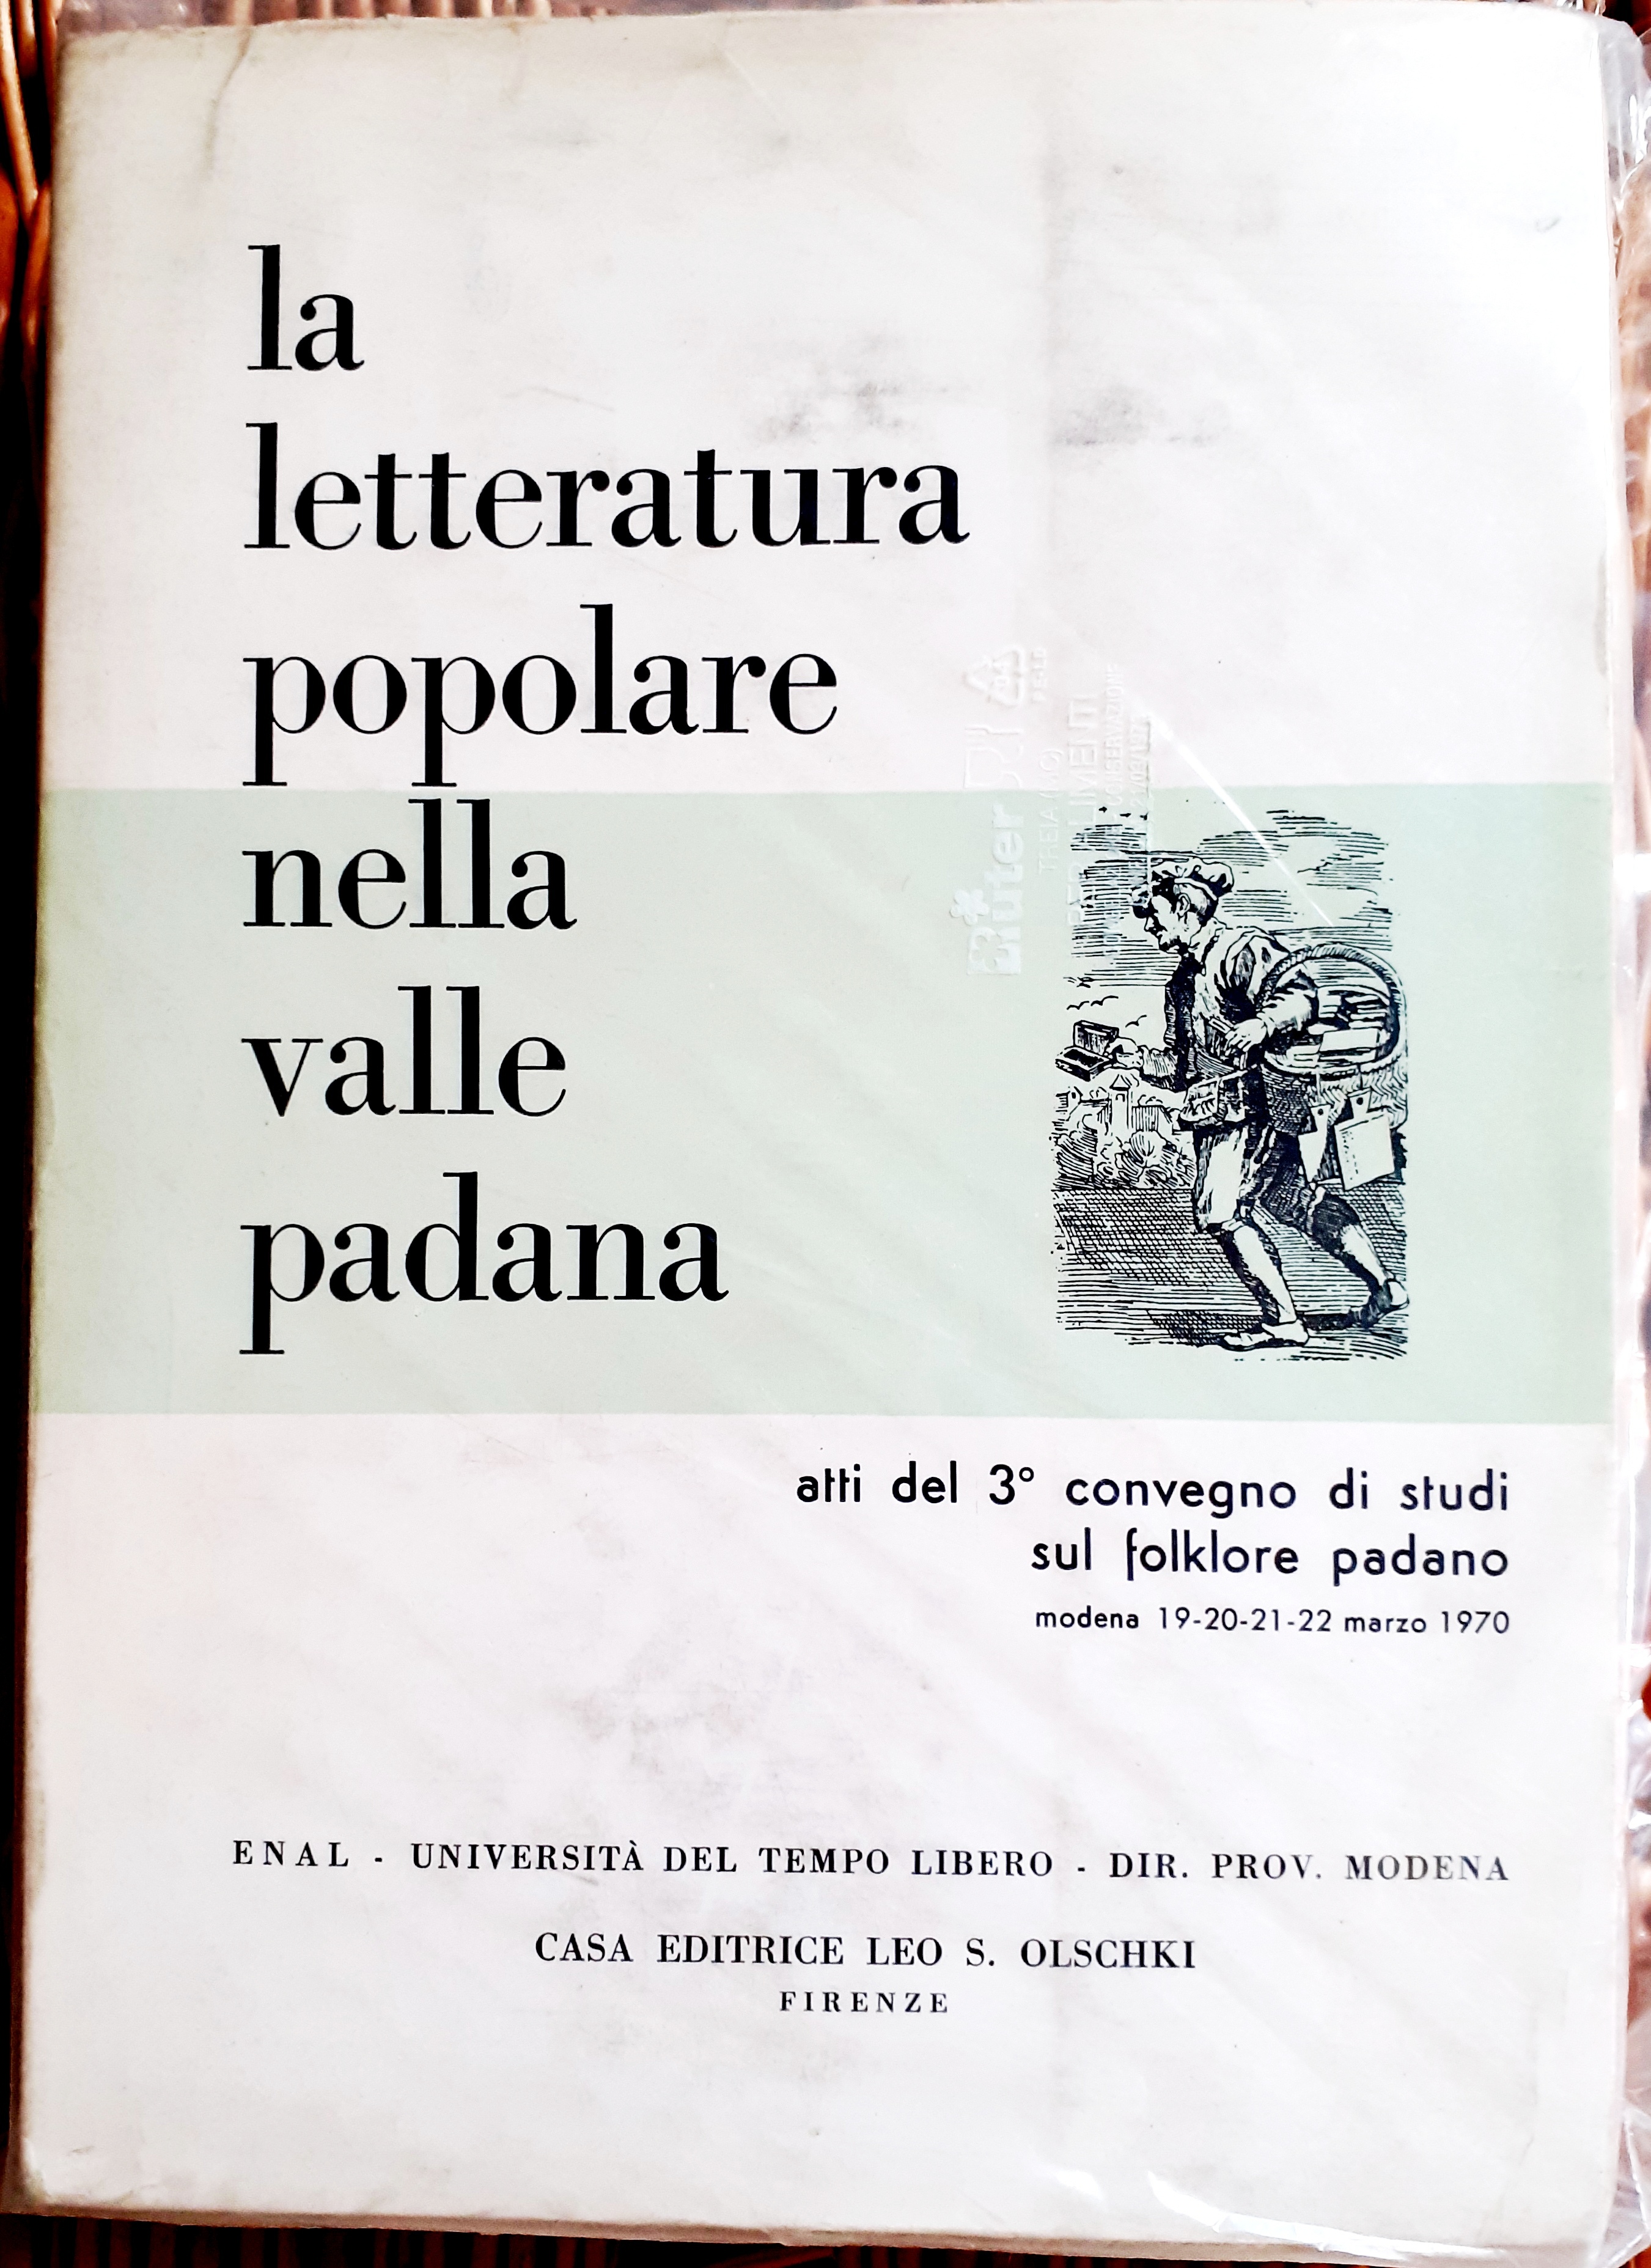 la
letteratura
popolare
nella
valle
padana
atti del 3° convegno di studi
sul folklore padano
modena 19-20-21-22 marzo 1970
ENAL - UNIVERSITÀ DEL TEMPO LIBERO - DIR. PROV. MODENA
CASA EDITRICE LEO S. OLSCHKI
FIRENZE